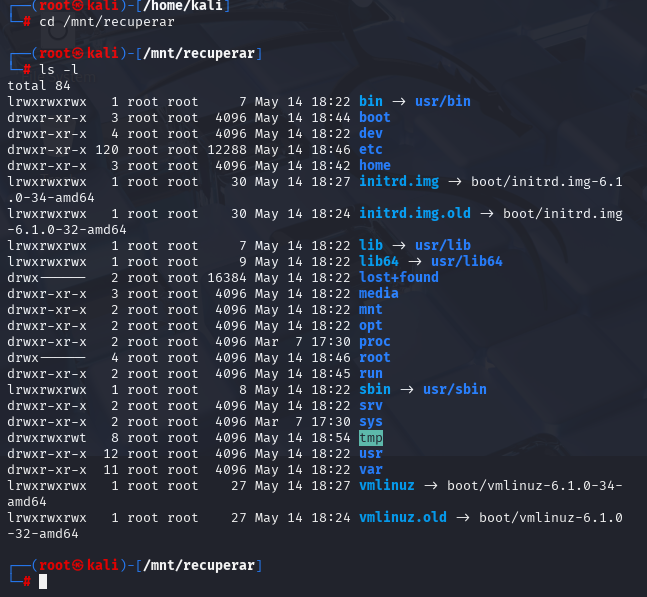 ┌──(root㉿kali)-[/home/kali]
└─# cd /mnt/recuperar

┌──(root㉿kali)-[/mnt/recuperar]
└─# ls -l
total 84
lrwxrwxrwx   1 root root     7 May 14 18:22 bin -> usr/bin
drwxr-xr-x   3 root root  4096 May 14 18:44 boot
drwxr-xr-x   4 root root  4096 May 14 18:22 dev
drwxr-xr-x 120 root root 12288 May 14 18:46 etc
drwxr-xr-x   3 root root  4096 May 14 18:42 home
lrwxrwxrwx   1 root root    30 May 14 18:27 initrd.img -> boot/initrd.img-6.1
.0-34-amd64
lrwxrwxrwx   1 root root    30 May 14 18:24 initrd.img.old -> boot/initrd.img
-6.1.0-32-amd64
lrwxrwxrwx   1 root root     7 May 14 18:22 lib -> usr/lib
lrwxrwxrwx   1 root root     9 May 14 18:22 lib64 -> usr/lib64
drwx------   2 root root 16384 May 14 18:22 lost+found
drwxr-xr-x   3 root root  4096 May 14 18:22 media
drwxr-xr-x   2 root root  4096 May 14 18:22 mnt
drwxr-xr-x   2 root root  4096 May 14 18:22 opt
drwxr-xr-x   2 root root  4096 Mar  7 17:30 proc
drwx------   4 root root  4096 May 14 18:46 root
drwxr-xr-x   2 root root  4096 May 14 18:45 run
lrwxrwxrwx   1 root root     8 May 14 18:22 sbin -> usr/sbin
drwxr-xr-x   2 root root  4096 May 14 18:22 srv
drwxr-xr-x   2 root root  4096 Mar  7 17:30 sys
drwxrwxrwt   8 root root  4096 May 14 18:54 tmp
drwxr-xr-x  12 root root  4096 May 14 18:22 usr
drwxr-xr-x  11 root root  4096 May 14 18:22 var
lrwxrwxrwx   1 root root    27 May 14 18:27 vmlinuz -> boot/vmlinuz-6.1.0-34-
amd64
lrwxrwxrwx   1 root root    27 May 14 18:24 vmlinuz.old -> boot/vmlinuz-6.1.0
-32-amd64

┌──(root㉿kali)-[/mnt/recuperar]
└─#